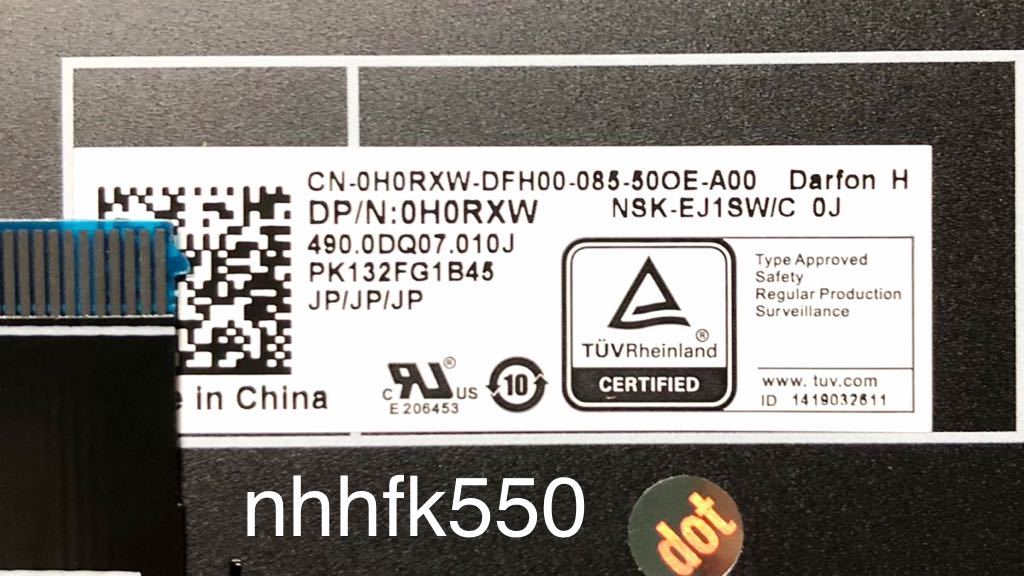 CN-0H0RXW-DFH00-085-50OE-A00 Darfon H
DP/N:0H0RXW NSK-EJ1SW/C 0J
490.0DQ07.010J
PK132FG1B45
JP/JP/JP
Type Approved
Safety
Regular Production
Surveillance
TÜVRheinland®
CERTIFIED
www.tuv.com
ID 1419032611
c RU ® US
E206453
10
e in China
nhhfk550
dot